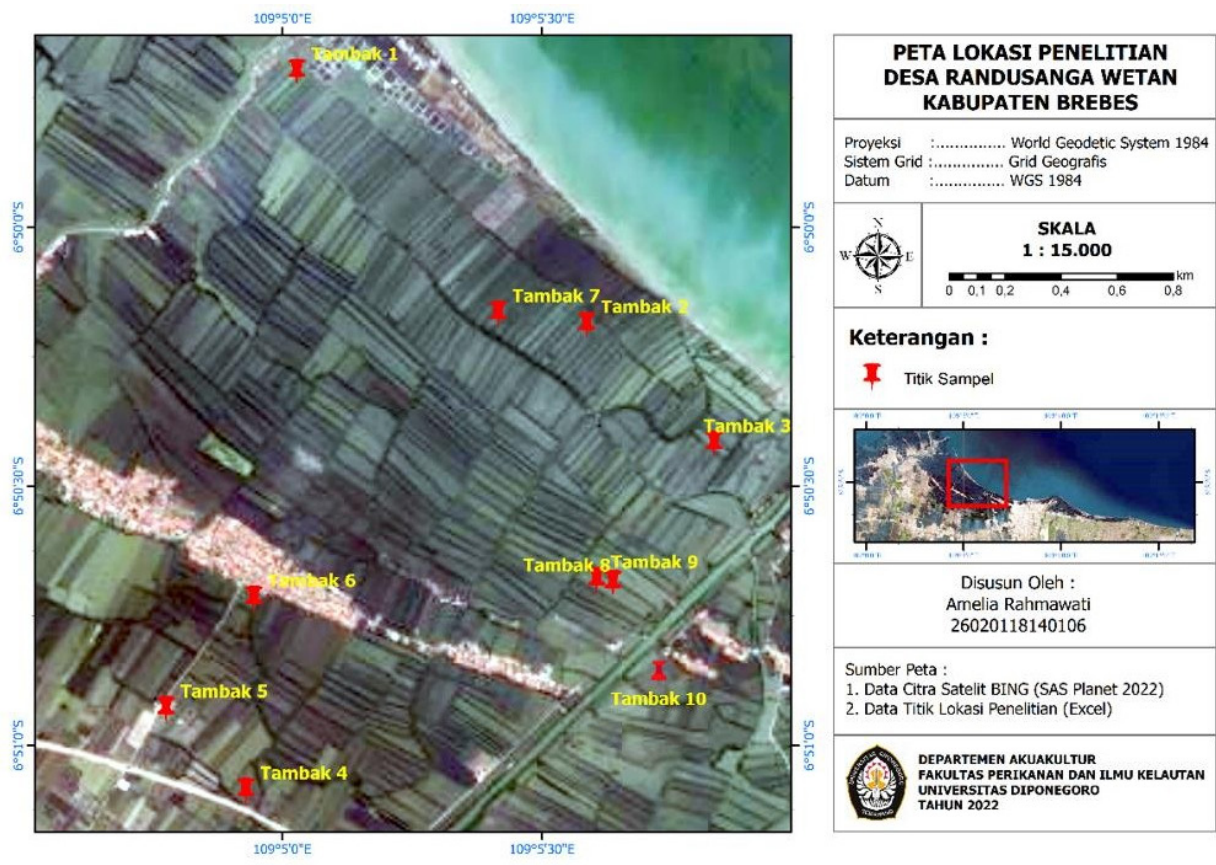 109°5'0"E 109°5'30"E
Tambak 1
6°50'0"S 6°50'0"S
Tambak 7
Tambak 2
Tambak 3
6°50'30"S 6°50'30"S
Tambak 8 Tambak 9
Tambak 6
Tambak 10
Tambak 5
6°51'0"S 6°51'0"S
Tambak 4
109°5'0"E 109°5'30"E
PETA LOKASI PENELITIAN
DESA RANDUSANGA WETAN
KABUPATEN BREBES
Proyeksi :.............. World Geodetic System 1984
Sistem Grid :.............. Grid Geografis
Datum :.............. WGS 1984
N
W E
S
SKALA
1 : 15.000
km
0 0,1 0,2 0,4 0,6 0,8
Keterangan :
Titik Sampel
Disusun Oleh :
Amelia Rahmawati
26020118140106
Sumber Peta :
1. Data Citra Satelit BING (SAS Planet 2022)
2. Data Titik Lokasi Penelitian (Excel)
DEPARTEMEN AKUAKULTUR
FAKULTAS PERIKANAN DAN ILMU KELAUTAN
UNIVERSITAS DIPONEGORO
TAHUN 2022